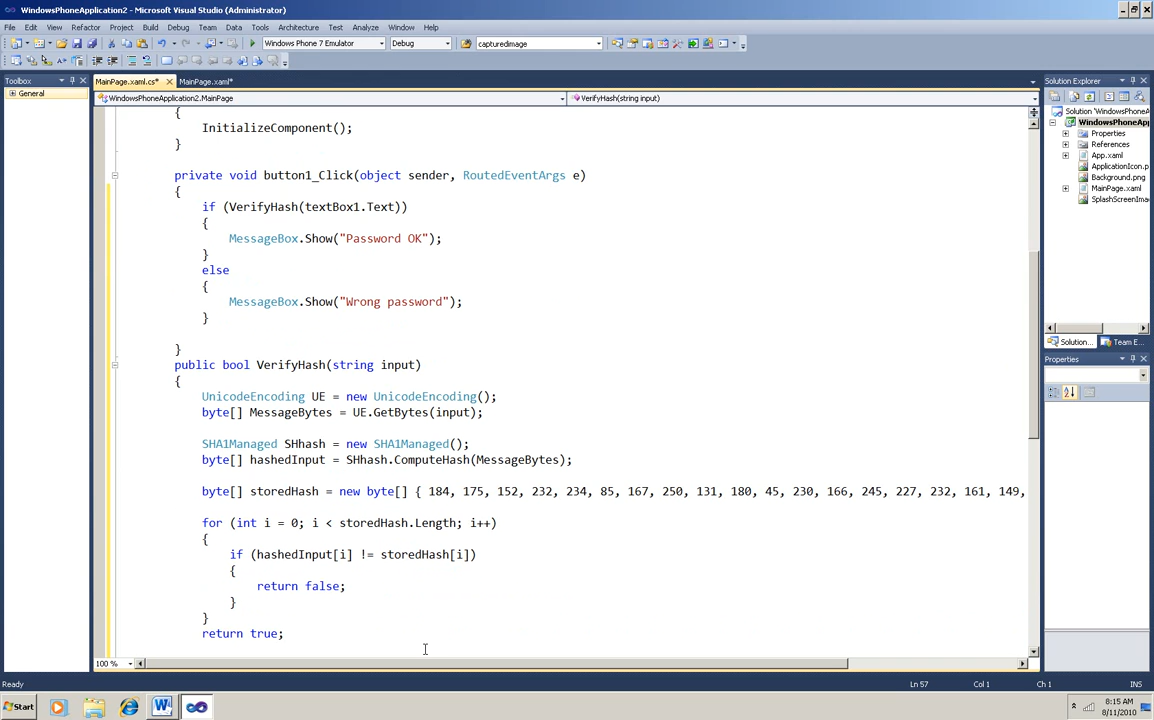 WindowsPhoneApplication2 - Microsoft Visual Studio (Administrator)
File Edit View Refactor Project Build Debug Team Data Tools Architecture Test Analyze Window Help
Windows Phone 7 Emulator Debug capturedimage
Toolbox MainPage.xaml.cs* MainPage.xaml* Solution Explorer
General WindowsPhoneApplication2.MainPage VerifyHash(string input)
{
InitializeComponent();
}
private void button1_Click(object sender, RoutedEventArgs e)
{
if (VerifyHash(textBox1.Text))
{
MessageBox.Show("Password OK");
}
else
{
MessageBox.Show("Wrong password");
}
}
public bool VerifyHash(string input)
{
UnicodeEncoding UE = new UnicodeEncoding();
byte[] MessageBytes = UE.GetBytes(input);
SHA1Managed SHhash = new SHA1Managed();
byte[] hashedInput = SHhash.ComputeHash(MessageBytes);
byte[] storedHash = new byte[] { 184, 175, 152, 232, 234, 85, 167, 250, 131, 180, 45, 230, 166, 245, 227, 232, 161, 149,
for (int i = 0; i < storedHash.Length; i++)
{
if (hashedInput[i] != storedHash[i])
{
return false;
}
}
return true;
100 %
Solution 'WindowsPhoneAp
WindowsPhoneApp
Properties
References
App.xaml
ApplicationIcon.p
Background.png
MainPage.xaml
SplashScreenIma
Solution... Team E...
Properties
Ready Ln 57 Col 1 Ch 1 INS
Start 8:15 AM
8/11/2010